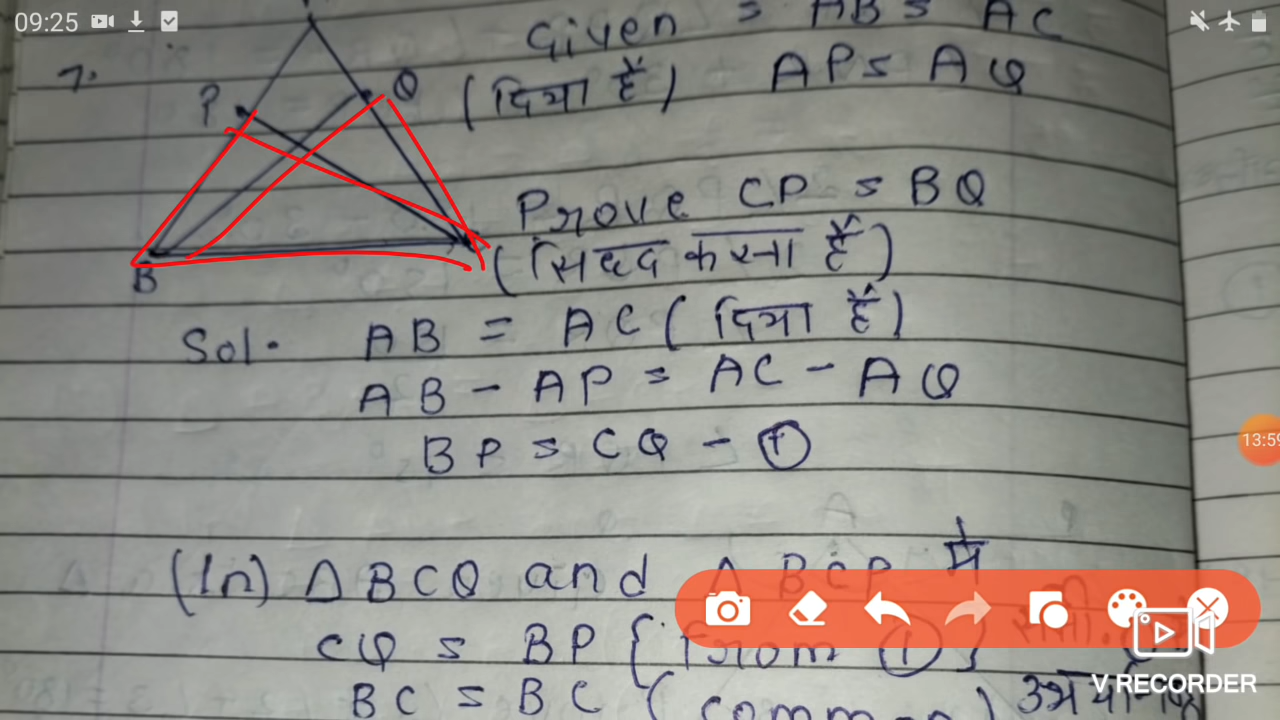 09:25
Given = AB = AC
7.
P
Q
(दिया है) AP = AQ
Prove CP = BQ
(सिद्ध करना है)
B
Sol. AB = AC (दिया है)
AB - AP = AC - AQ
BP = CQ - ①
(In) △ BCQ and △ BCP में
CQ = BP {From ①}
BC = BC (common)
13:59
V RECORDER